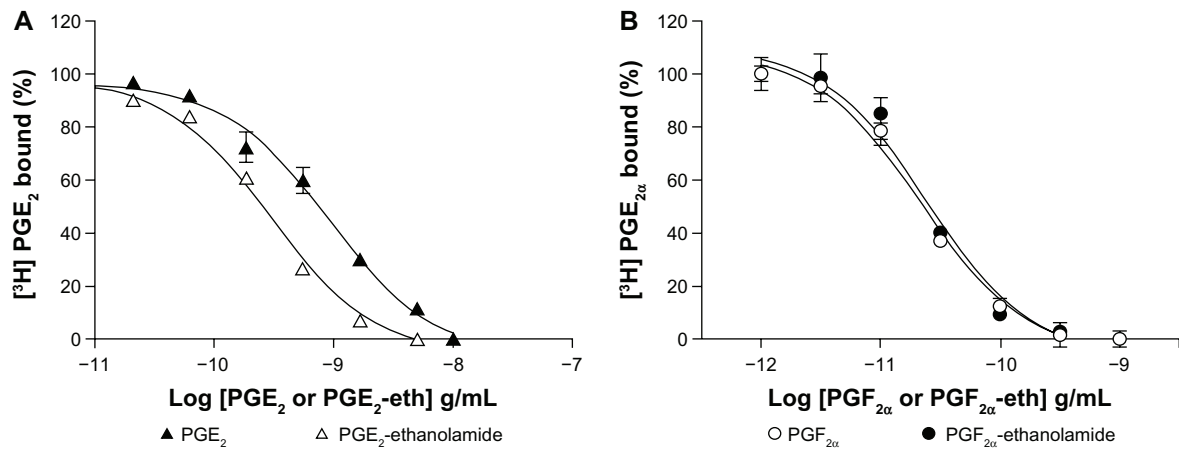 A
120
100
80
60
40
20
0
[³H] PGE₂ bound (%)
−11 −10 −9 −8 −7
Log [PGE₂ or PGE₂-eth] g/mL
PGE₂ PGE₂-ethanolamide
B
120
100
80
60
40
20
0
[³H] PGE₂α bound (%)
−12 −11 −10 −9
Log [PGF₂α or PGF₂α-eth] g/mL
PGF₂α PGF₂α-ethanolamide